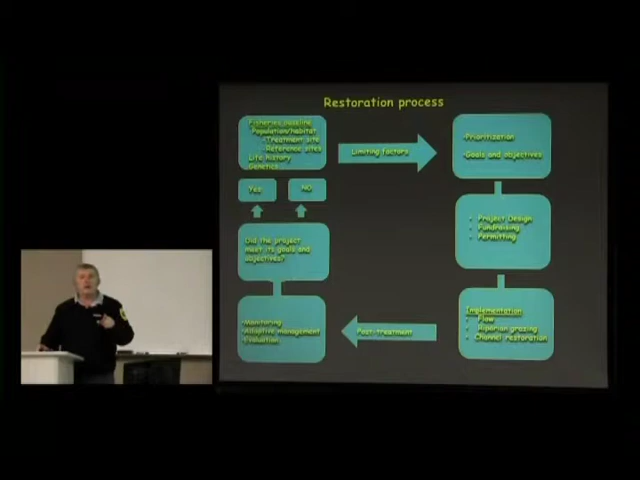 Restoration process
Fisheries baseline
Population/habitat
-Treatment site
-Reference sites
Life history
Genetics
Limiting factors
-Prioritization
-Goals and objectives
Yes
NO
• Project Design
• Fundraising
• Permitting
Did the project
meet its goals and
objectives?
-Monitoring
-Adaptive management
-Evaluation
Post-treatment
Implementation
• Flow
• Riparian grazing
• Channel restoration